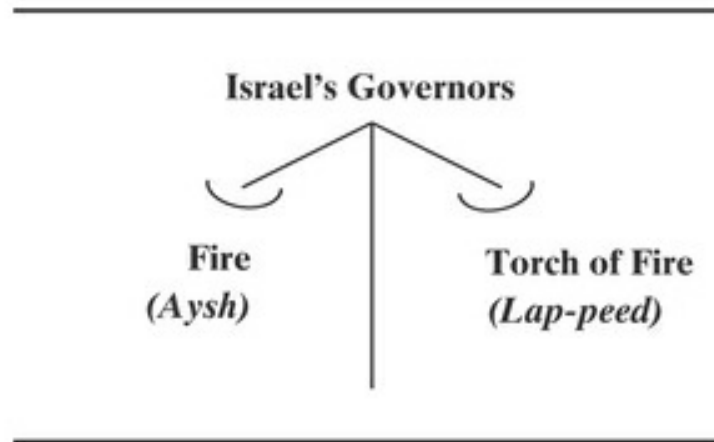 Israel's Governors
Fire
(Aysh)
Torch of Fire
(Lap-peed)